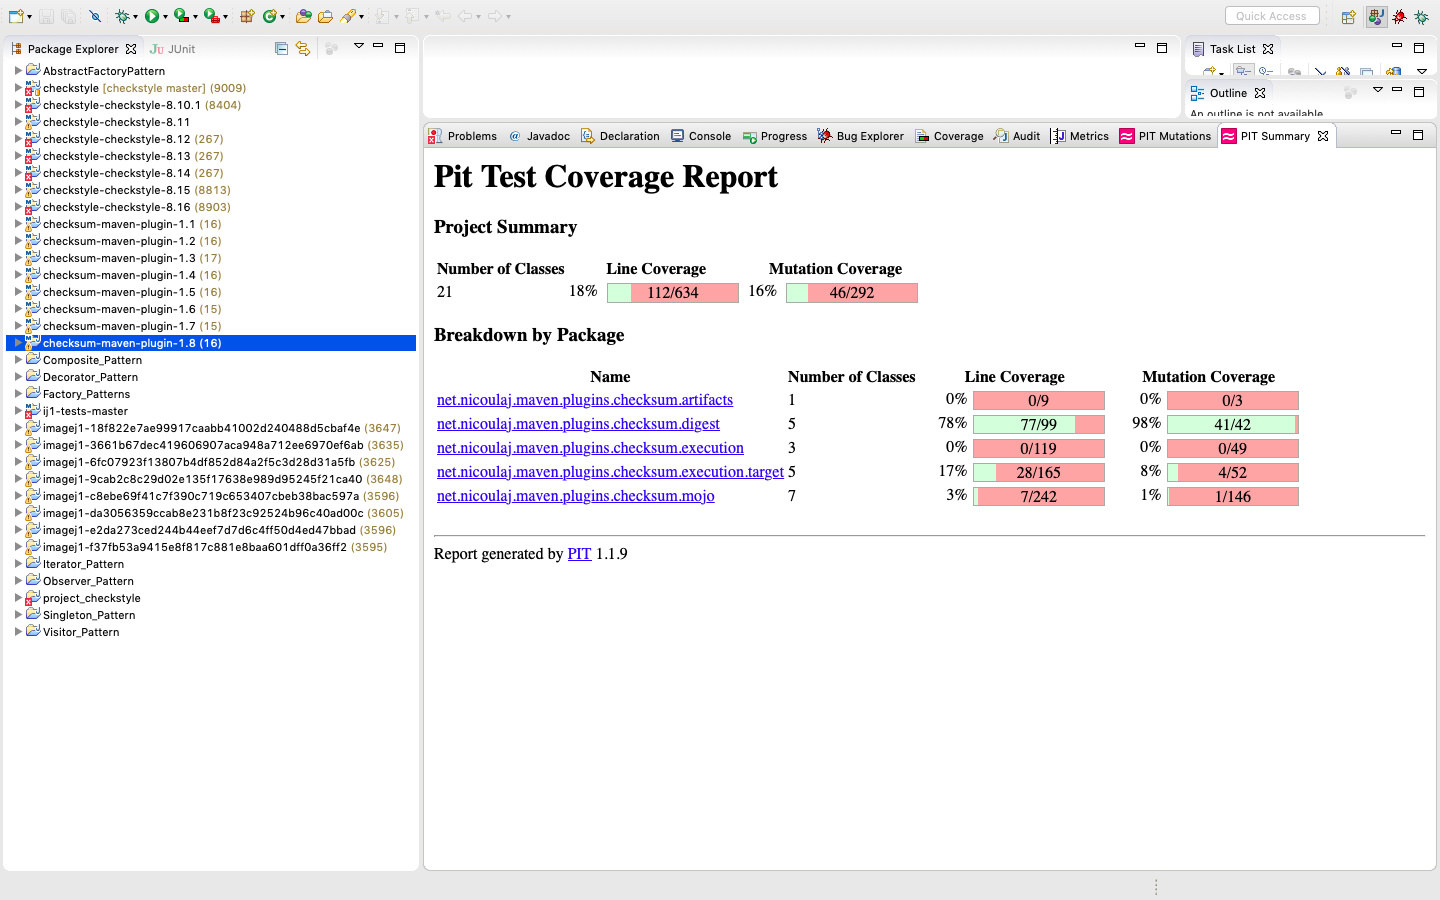 Quick Access
Package Explorer
JUnit
AbstractFactoryPattern
checkstyle [checkstyle master] (9009)
checkstyle-checkstyle-8.10.1 (8404)
checkstyle-checkstyle-8.11
checkstyle-checkstyle-8.12 (267)
checkstyle-checkstyle-8.13 (267)
checkstyle-checkstyle-8.14 (267)
checkstyle-checkstyle-8.15 (8813)
checkstyle-checkstyle-8.16 (8903)
checksum-maven-plugin-1.1 (16)
checksum-maven-plugin-1.2 (16)
checksum-maven-plugin-1.3 (17)
checksum-maven-plugin-1.4 (16)
checksum-maven-plugin-1.5 (16)
checksum-maven-plugin-1.6 (15)
checksum-maven-plugin-1.7 (15)
checksum-maven-plugin-1.8 (16)
Composite_Pattern
Decorator_Pattern
Factory_Patterns
ij1-tests-master
imagej1-18f822e7ae99917caabb41002d240488d5cbaf4e (3647)
imagej1-3661b67dec419606907aca948a712ee6970ef6ab (3635)
imagej1-6fc07923f13807b4df852d84a2f5c3d28d31a5fb (3625)
imagej1-9cab2c8c29d02e135f17638e989d95245f21ca40 (3648)
imagej1-c8ebe69f41c7f390c719c653407cbeb38bac597a (3596)
imagej1-da3056359ccab8e231b8f23c92524b96c40ad00c (3605)
imagej1-e2da273ced244b44eef7d7d6c4ff50d4ed47bbad (3596)
imagej1-f37fb53a9415e8f817c881e8baa601dff0a36ff2 (3595)
Iterator_Pattern
Observer_Pattern
project_checkstyle
Singleton_Pattern
Visitor_Pattern
Task List
Outline
An outline is not available.
Problems @ Javadoc Declaration Console Progress Bug Explorer Coverage Audit Metrics PIT Mutations PIT Summary
Pit Test Coverage Report
Project Summary
Number of Classes Line Coverage Mutation Coverage
21 18% 112/634 16% 46/292
Breakdown by Package
Name Number of Classes Line Coverage Mutation Coverage
net.nicoulaj.maven.plugins.checksum.artifacts 1 0% 0/9 0% 0/3
net.nicoulaj.maven.plugins.checksum.digest 5 78% 77/99 98% 41/42
net.nicoulaj.maven.plugins.checksum.execution 3 0% 0/119 0% 0/49
net.nicoulaj.maven.plugins.checksum.execution.target 5 17% 28/165 8% 4/52
net.nicoulaj.maven.plugins.checksum.mojo 7 3% 7/242 1% 1/146
Report generated by PIT 1.1.9